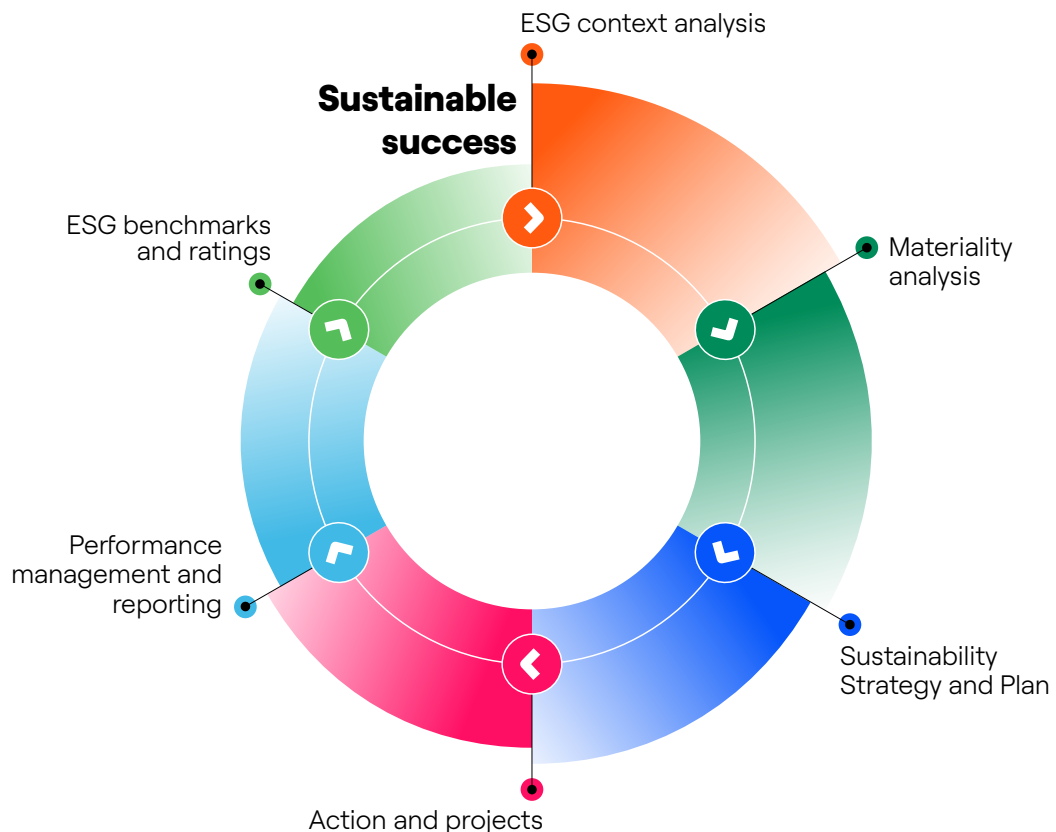 ESG context analysis
Sustainable
success
ESG benchmarks
and ratings
Materiality
analysis
Performance
management and
reporting
Sustainability
Strategy and Plan
Action and projects